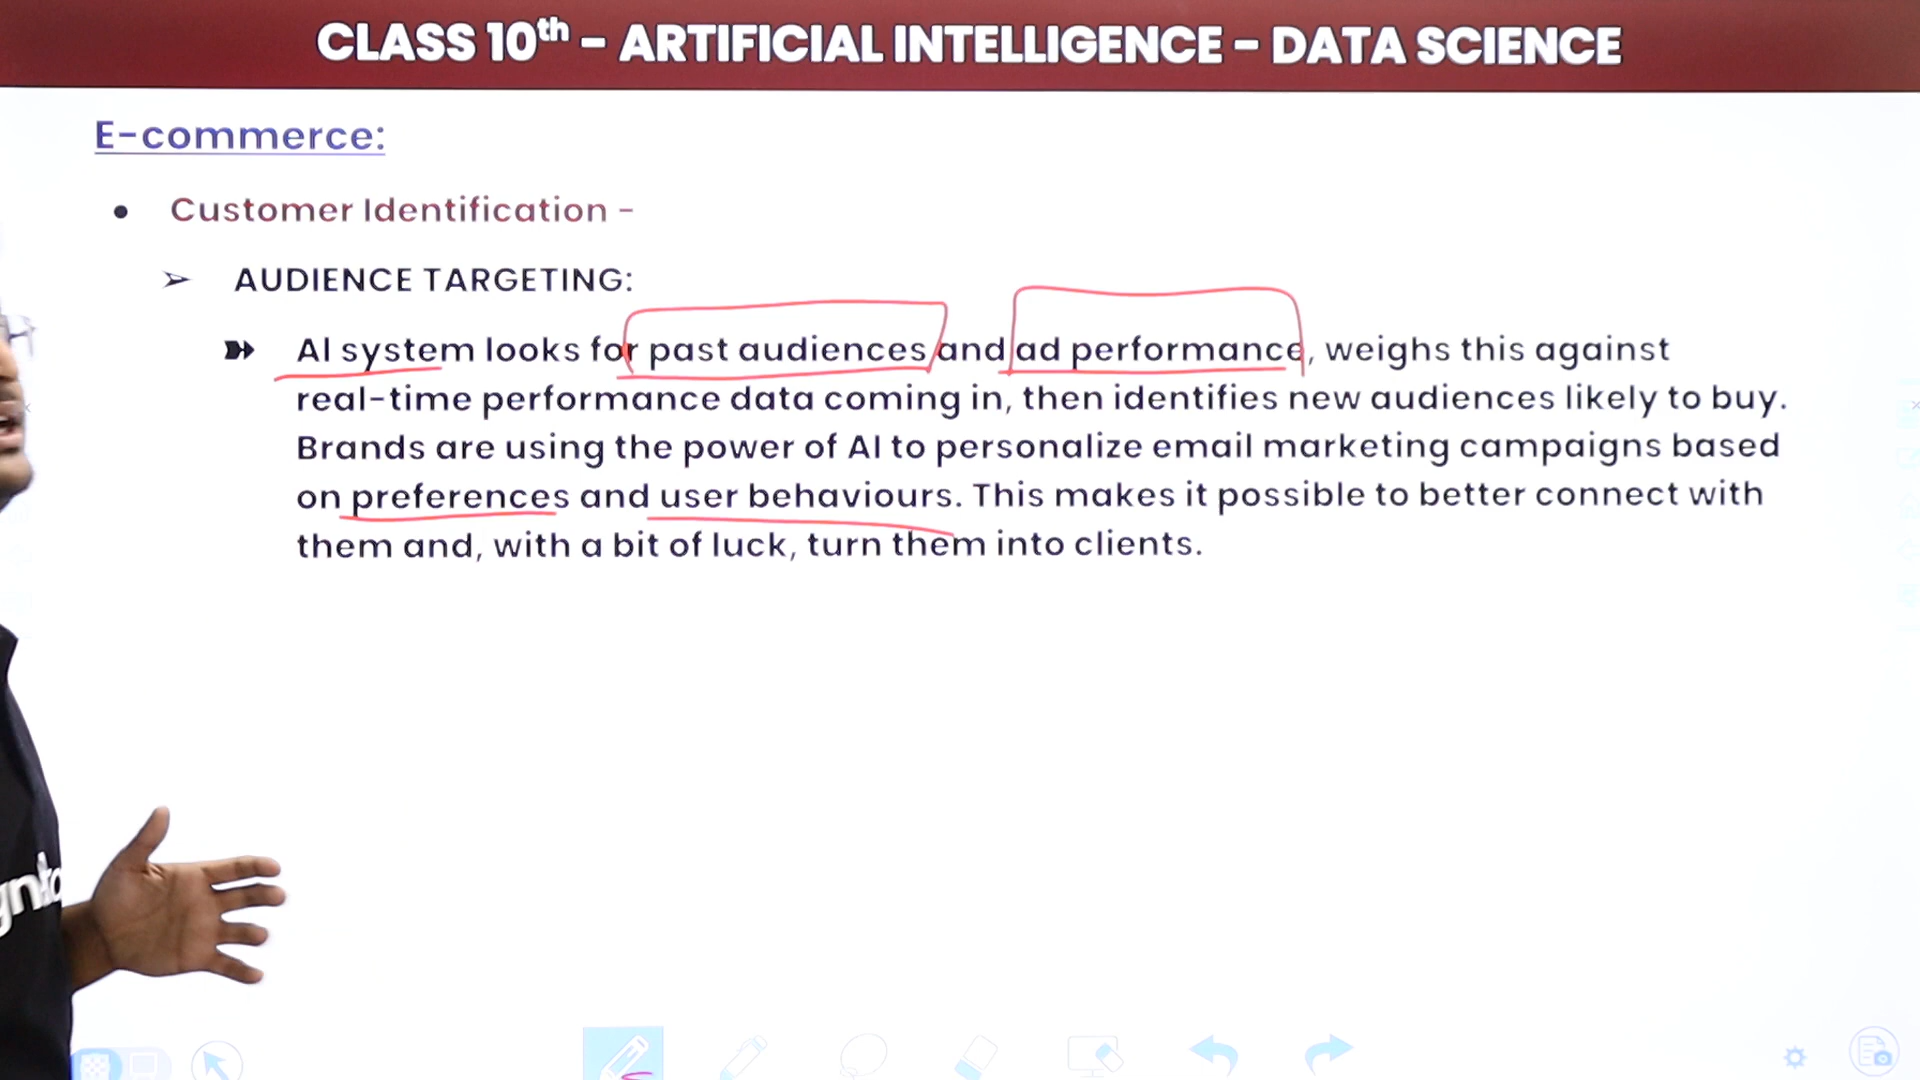 CLASS 10th – ARTIFICIAL INTELLIGENCE – DATA SCIENCE
E-commerce:
• Customer Identification -
➢ AUDIENCE TARGETING:
AI system looks for past audiences and ad performance, weighs this against
real-time performance data coming in, then identifies new audiences likely to buy.
Brands are using the power of AI to personalize email marketing campaigns based
on preferences and user behaviours. This makes it possible to better connect with
them and, with a bit of luck, turn them into clients.